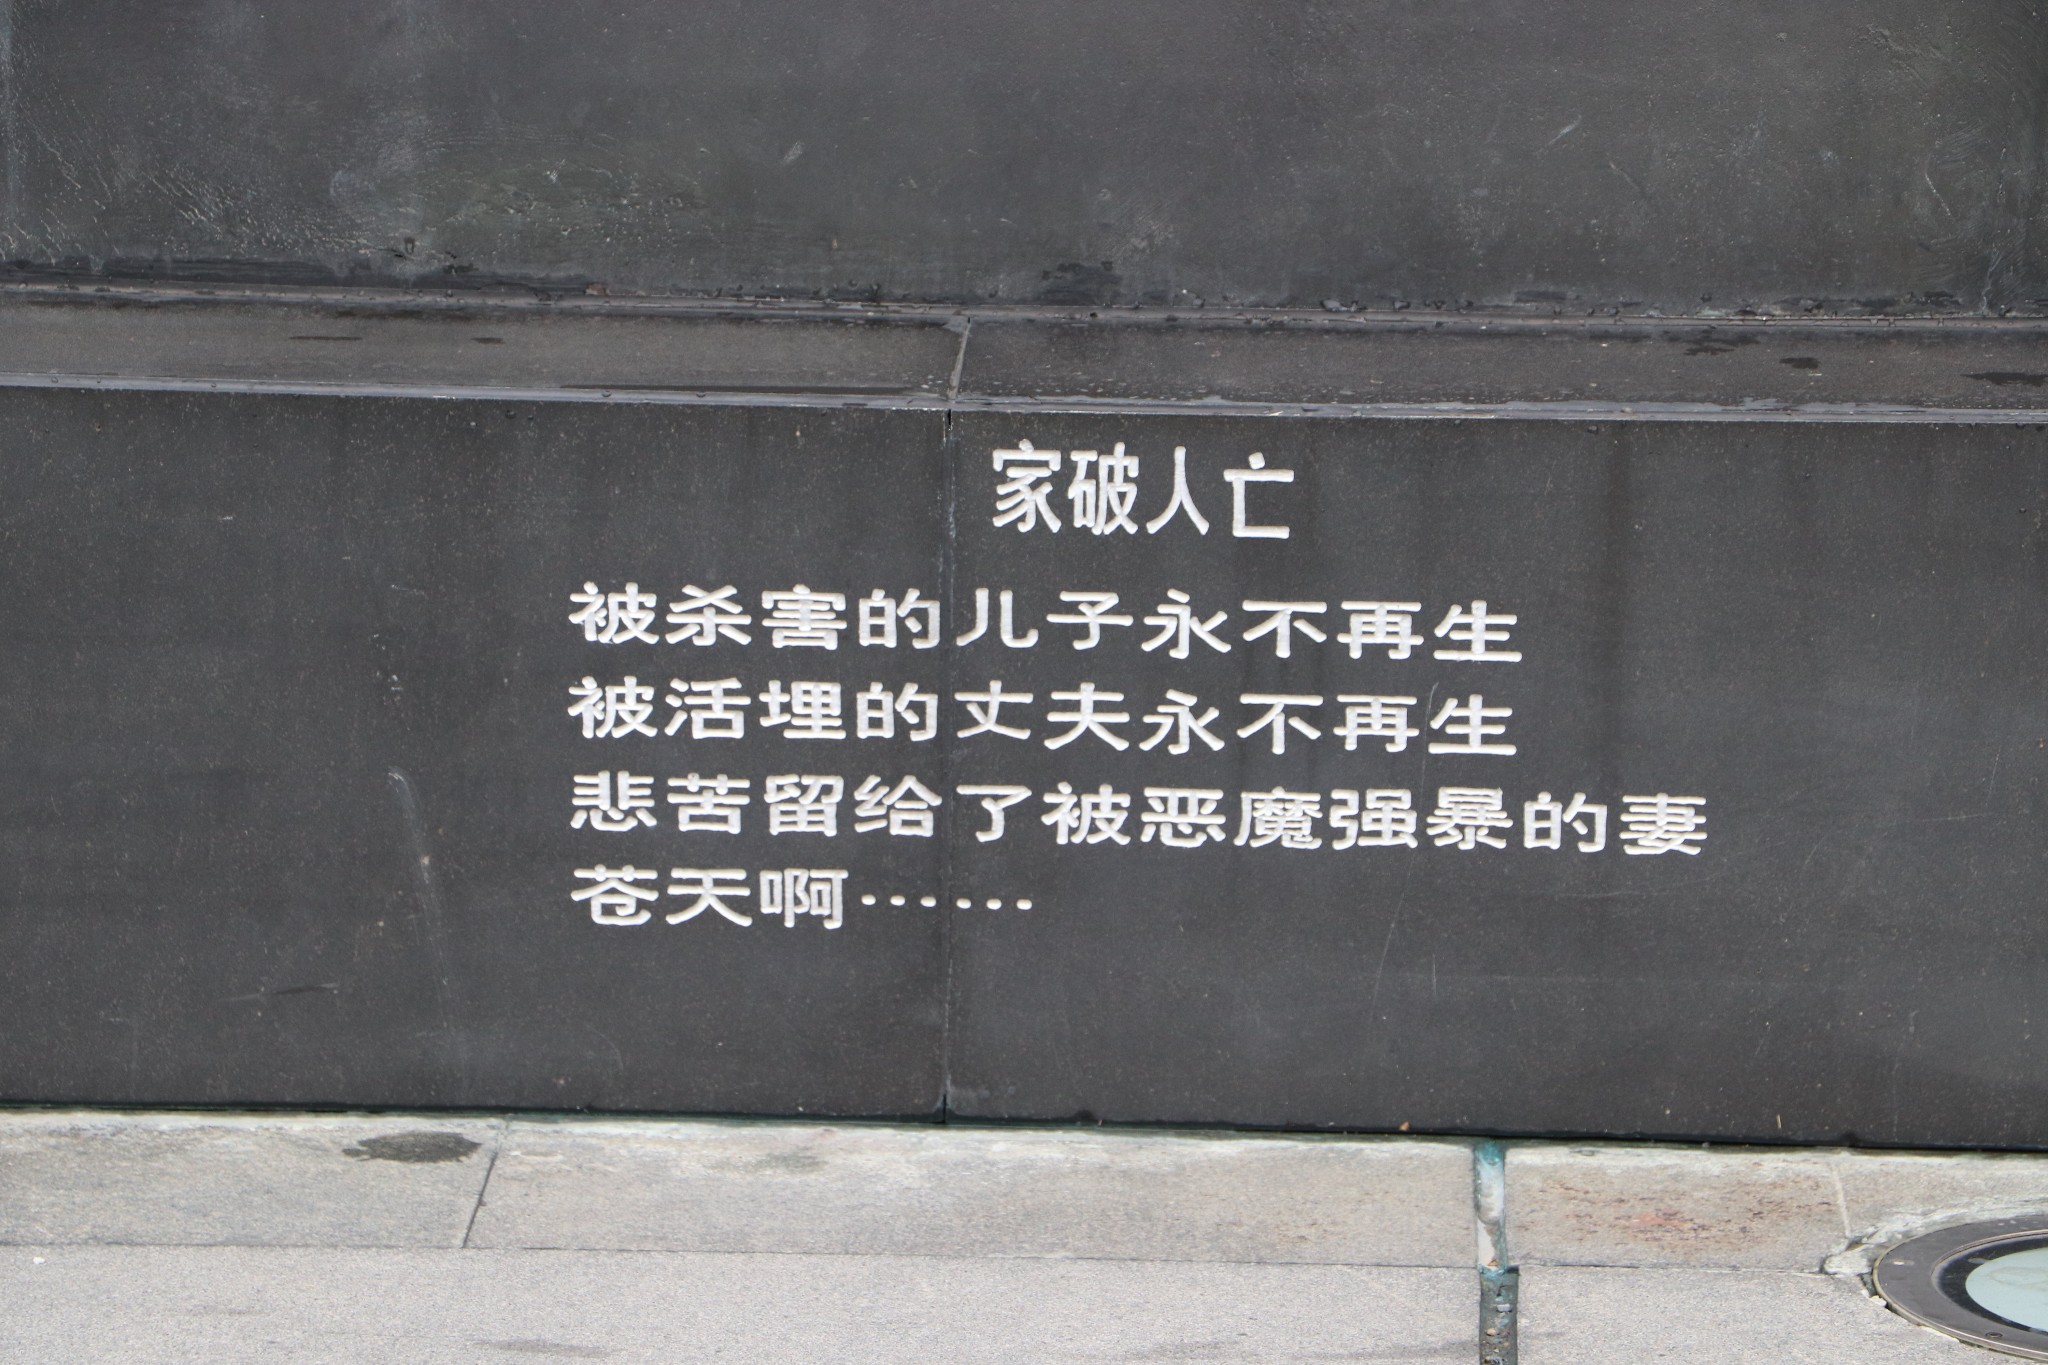 家破人亡
被杀害的儿子永不再生
被活埋的丈夫永不再生
悲苦留给了被恶魔强暴的妻
苍天啊……